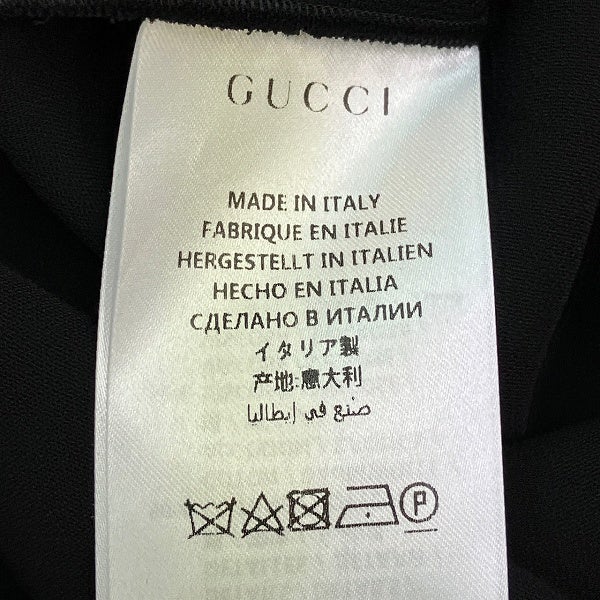 GUCCI
MADE IN ITALY
FABRIQUE EN ITALIE
HERGESTELLT IN ITALIEN
HECHO EN ITALIA
СДЕЛАНО В ИТАЛИИ
イタリア製
产地:意大利
صنع في إيطاليا
P